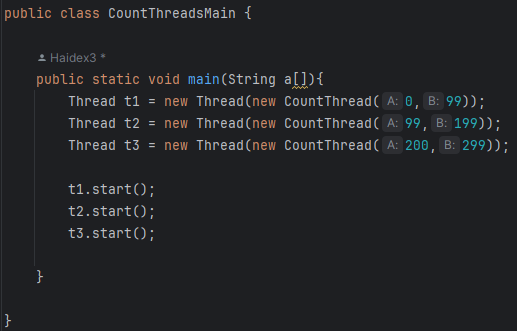 public class CountThreadsMain {
Haidex3 *
public static void main(String a[]){
Thread t1 = new Thread(new CountThread( A: 0, B: 99));
Thread t2 = new Thread(new CountThread( A: 99, B: 199));
Thread t3 = new Thread(new CountThread( A: 200, B: 299));
t1.start();
t2.start();
t3.start();
}
}